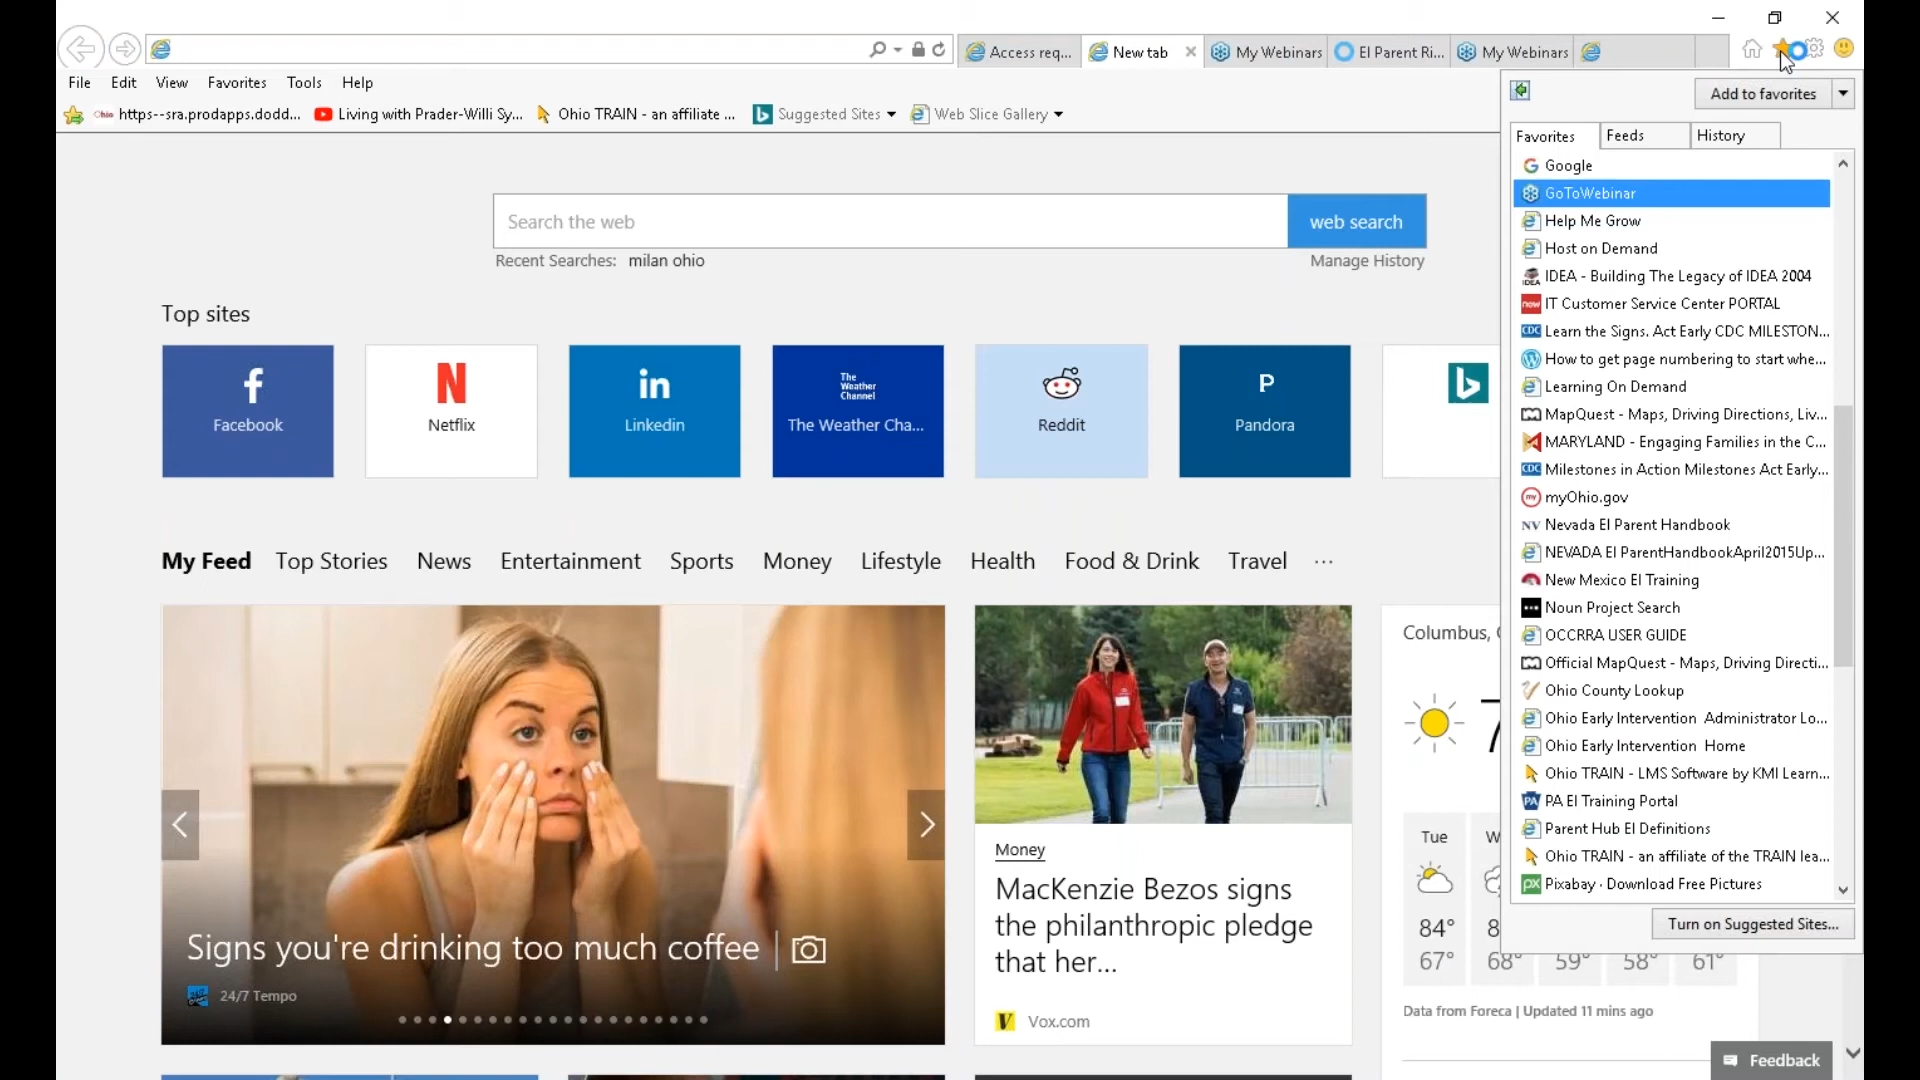 Access req...
New tab
My Webinars
EI Parent Ri...
My Webinars
File Edit View Favorites Tools Help
https--sra.prodapps.dodd...
Living with Prader-Willi Sy...
Ohio TRAIN - an affiliate ...
Suggested Sites
Web Slice Gallery
Search the web
web search
Recent Searches: milan ohio
Manage History
Top sites
Facebook
Netflix
Linkedin
The Weather Channel
The Weather Cha...
Reddit
P
Pandora
My Feed Top Stories News Entertainment Sports Money Lifestyle Health Food & Drink Travel ...
Signs you're drinking too much coffee
24/7 Tempo
Money
MacKenzie Bezos signs
the philanthropic pledge
that her...
Vox.com
Columbus,
7
Tue
84° 8
67° 68° 59° 58° 61°
Data from Foreca | Updated 11 mins ago
Feedback
Add to favorites
Favorites Feeds History
Google
GoToWebinar
Help Me Grow
Host on Demand
IDEA - Building The Legacy of IDEA 2004
IT Customer Service Center PORTAL
Learn the Signs. Act Early CDC MILESTON...
How to get page numbering to start whe...
Learning On Demand
MapQuest - Maps, Driving Directions, Liv...
MARYLAND - Engaging Families in the C...
Milestones in Action Milestones Act Early...
myOhio.gov
Nevada EI Parent Handbook
NEVADA EI ParentHandbookApril2015Up...
New Mexico EI Training
Noun Project Search
OCCRRA USER GUIDE
Official MapQuest - Maps, Driving Directi...
Ohio County Lookup
Ohio Early Intervention Administrator Lo...
Ohio Early Intervention Home
Ohio TRAIN - LMS Software by KMI Learn...
PA EI Training Portal
Parent Hub EI Definitions
Ohio TRAIN - an affiliate of the TRAIN lea...
Pixabay · Download Free Pictures
Turn on Suggested Sites...